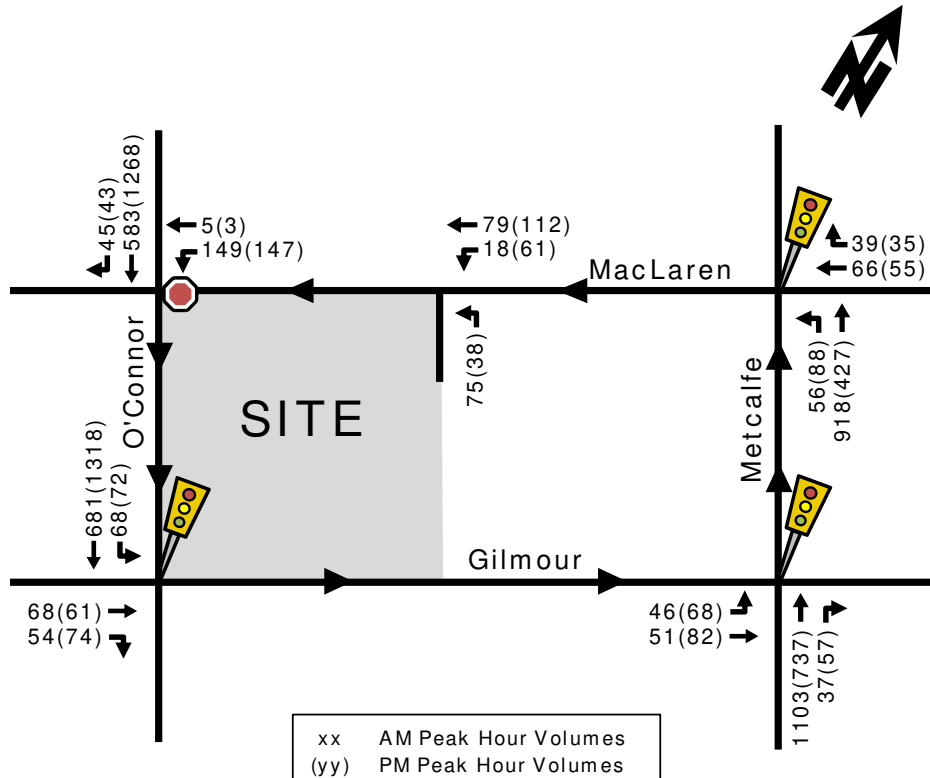 45(43)
583(1268)
5(3)
149(147)
79(112)
18(61)
MacLaren
39(35)
66(55)
O'Connor
SITE
75(38)
Metcalfe
56(88)
918(427)
681(1318)
68(72)
Gilmour
68(61)
54(74)
46(68)
51(82)
1103(737)
37(57)
xx AM Peak Hour Volumes
(yy) PM Peak Hour Volumes